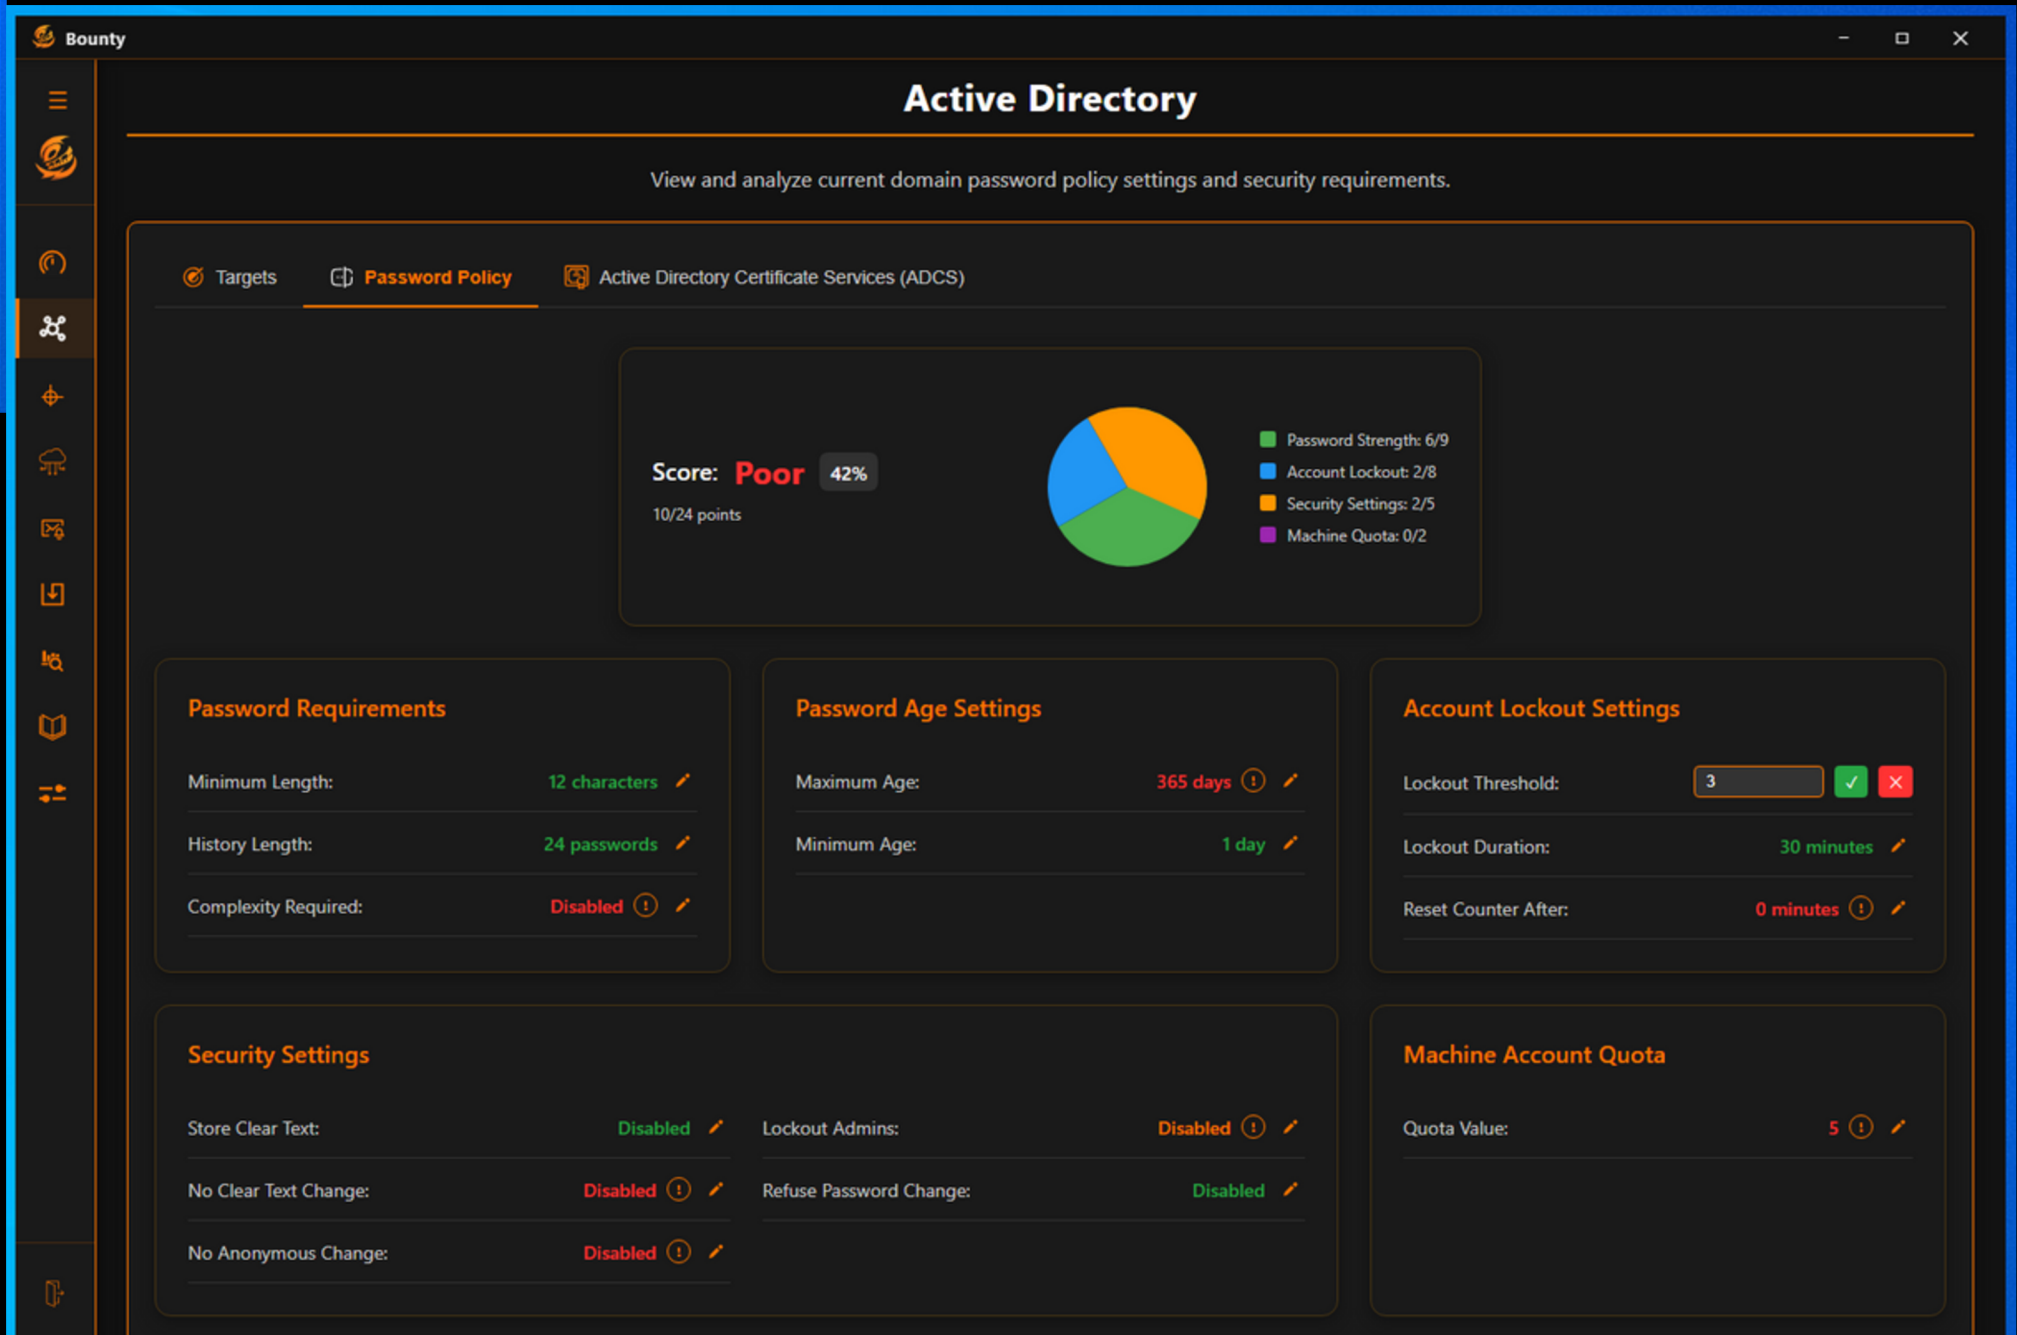 Bounty
Active Directory
View and analyze current domain password policy settings and security requirements.
Targets
Password Policy
Active Directory Certificate Services (ADCS)
Score: Poor 42%
10/24 points
Password Strength: 6/9
Account Lockout: 2/8
Security Settings: 2/5
Machine Quota: 0/2
Password Requirements
Minimum Length: 12 characters
History Length: 24 passwords
Complexity Required: Disabled
Password Age Settings
Maximum Age: 365 days
Minimum Age: 1 day
Account Lockout Settings
Lockout Threshold: 3
Lockout Duration: 30 minutes
Reset Counter After: 0 minutes
Security Settings
Store Clear Text: Disabled
No Clear Text Change: Disabled
No Anonymous Change: Disabled
Lockout Admins: Disabled
Refuse Password Change: Disabled
Machine Account Quota
Quota Value: 5